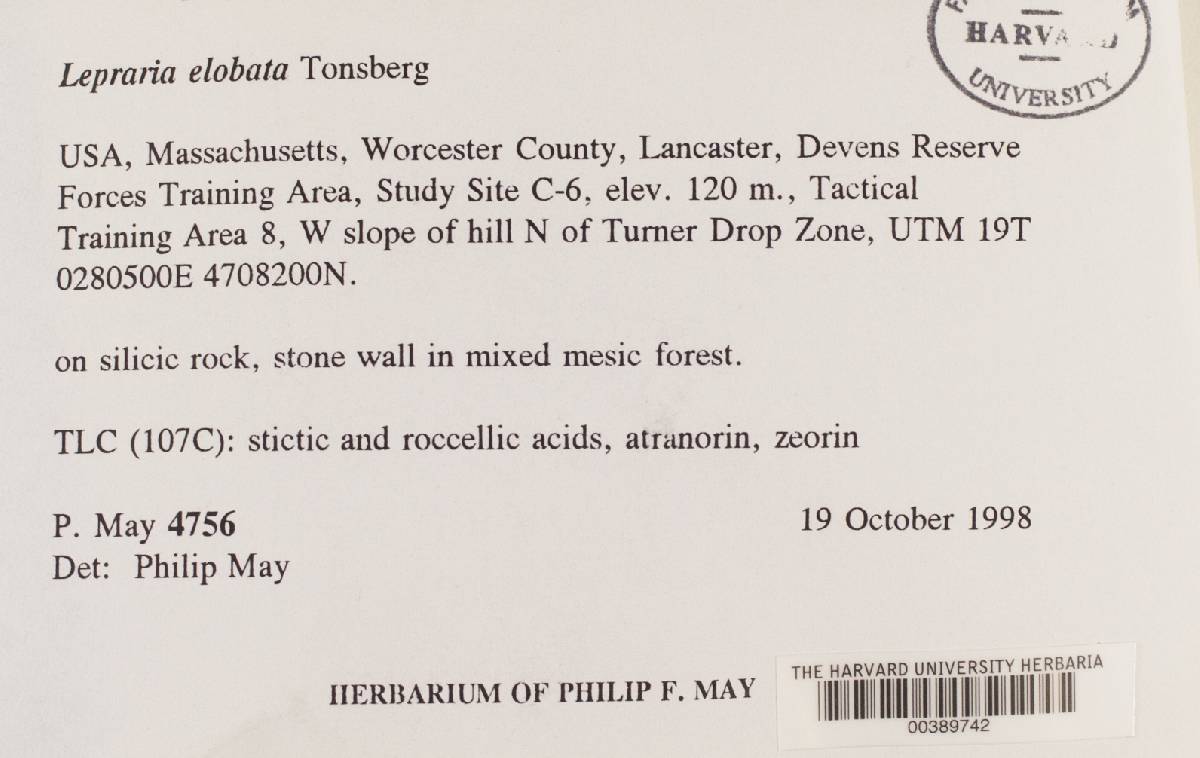 Lepraria elobata Tonsberg
HARVARD
UNIVERSITY
USA, Massachusetts, Worcester County, Lancaster, Devens Reserve
Forces Training Area, Study Site C-6, elev. 120 m., Tactical
Training Area 8, W slope of hill N of Turner Drop Zone, UTM 19T
0280500E 4708200N.
on silicic rock, stone wall in mixed mesic forest.
TLC (107C): stictic and roccellic acids, atranorin, zeorin
P. May 4756
19 October 1998
Det: Philip May
HERBARIUM OF PHILIP F. MAY
THE HARVARD UNIVERSITY HERBARIA
00389742